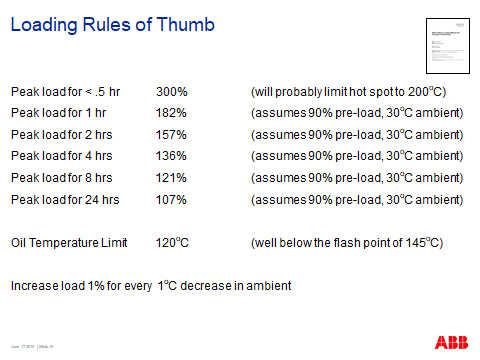 Loading Rules of Thumb
Peak load for < .5 hr 300% (will probably limit hot spot to 200°C)
Peak load for 1 hr 182% (assumes 90% pre-load, 30°C ambient)
Peak load for 2 hrs 157% (assumes 90% pre-load, 30°C ambient)
Peak load for 4 hrs 136% (assumes 90% pre-load, 30°C ambient)
Peak load for 8 hrs 121% (assumes 90% pre-load, 30°C ambient)
Peak load for 24 hrs 107% (assumes 90% pre-load, 30°C ambient)
Oil Temperature Limit 120°C (well below the flash point of 145°C)
Increase load 1% for every 1°C decrease in ambient
ABB